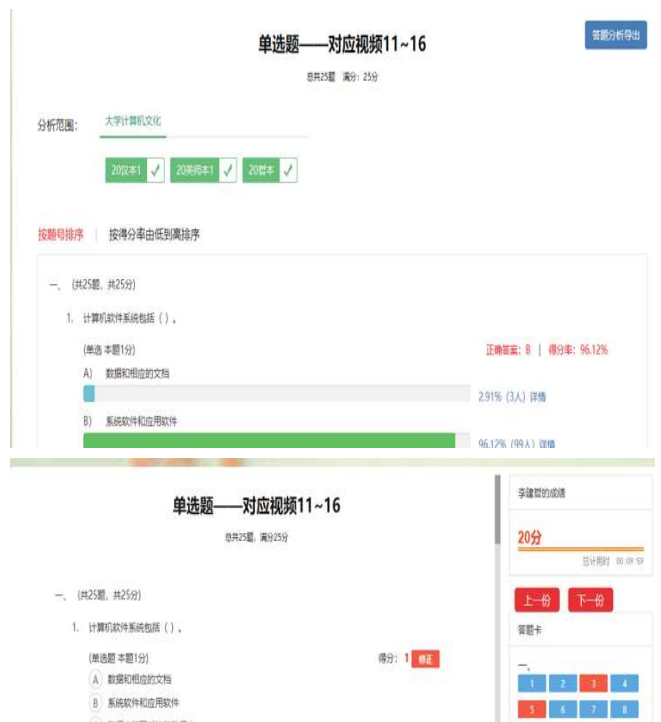 单选题——对应视频11~16
答题分析导出
总共25题 满分：25分
分析范围：
大学计算机文化
20汉本1
20英师本1
20哲本
按题号排序 | 按得分率由低到高排序
一、 (共25题, 共25分)
1. 计算机软件系统包括 ( ) 。
(单选 本题1分)
正确答案：B | 得分率：96.12%
A) 数据和相应的文档
2.91% (3人) 详情
B) 系统软件和应用软件
96.12% (99人) 详情
单选题——对应视频11~16
总共25题, 满分25分
李建哲的成绩
20分
总计用时 00:09:59
上一份 下一份
答题卡
一、 (共25题, 共25分)
1. 计算机软件系统包括 ( ) 。
(单选题 本题1分)
得分： 1 修正
A 数据和相应的文档
B 系统软件和应用软件
一、
1 2 3 4
5 6 7 8